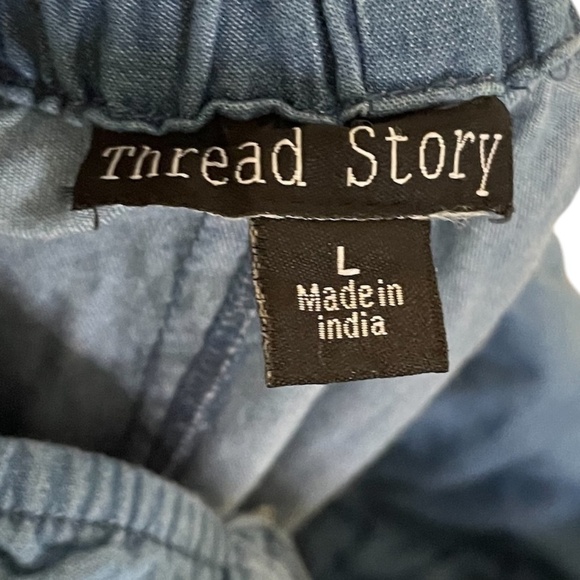 Thread Story
L
Made in
india